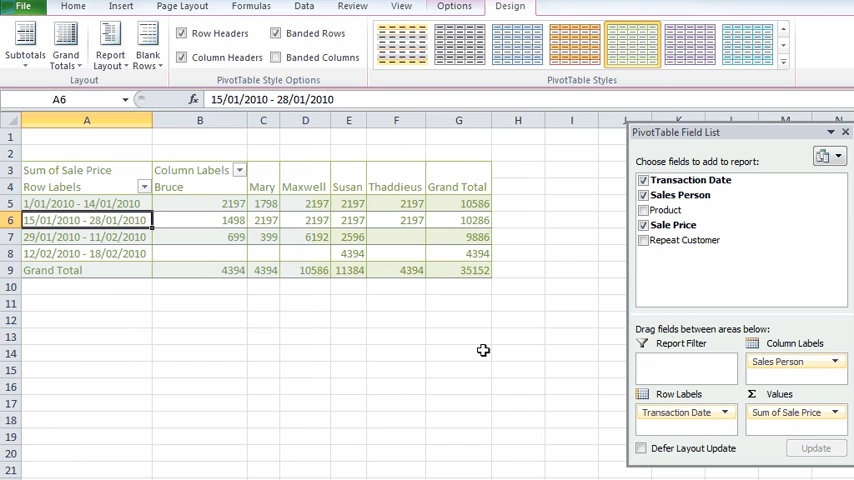 File Home Insert Page Layout Formulas Data Review View Options Design
Subtotals Grand Totals Report Layout Blank Rows
Row Headers Banded Rows
Column Headers Banded Columns
Layout PivotTable Style Options PivotTable Styles
A6 fx 15/01/2010 - 28/01/2010
A B C D E F G H I J K L M N
1
2
3 Sum of Sale Price Column Labels
4 Row Labels Bruce Mary Maxwell Susan Thaddieus Grand Total
5 1/01/2010 - 14/01/2010 2197 1798 2197 2197 2197 10586
6 15/01/2010 - 28/01/2010 1498 2197 2197 2197 2197 10286
7 29/01/2010 - 11/02/2010 699 399 6192 2596 9886
8 12/02/2010 - 18/02/2010 4394 4394
9 Grand Total 4394 4394 10586 11384 4394 35152
10
11
12
13
14
15
16
17
18
19
20
21
PivotTable Field List
Choose fields to add to report:
Transaction Date
Sales Person
Product
Sale Price
Repeat Customer
Drag fields between areas below:
Report Filter Column Labels
Sales Person
Row Labels Σ Values
Transaction Date Sum of Sale Price
Defer Layout Update Update